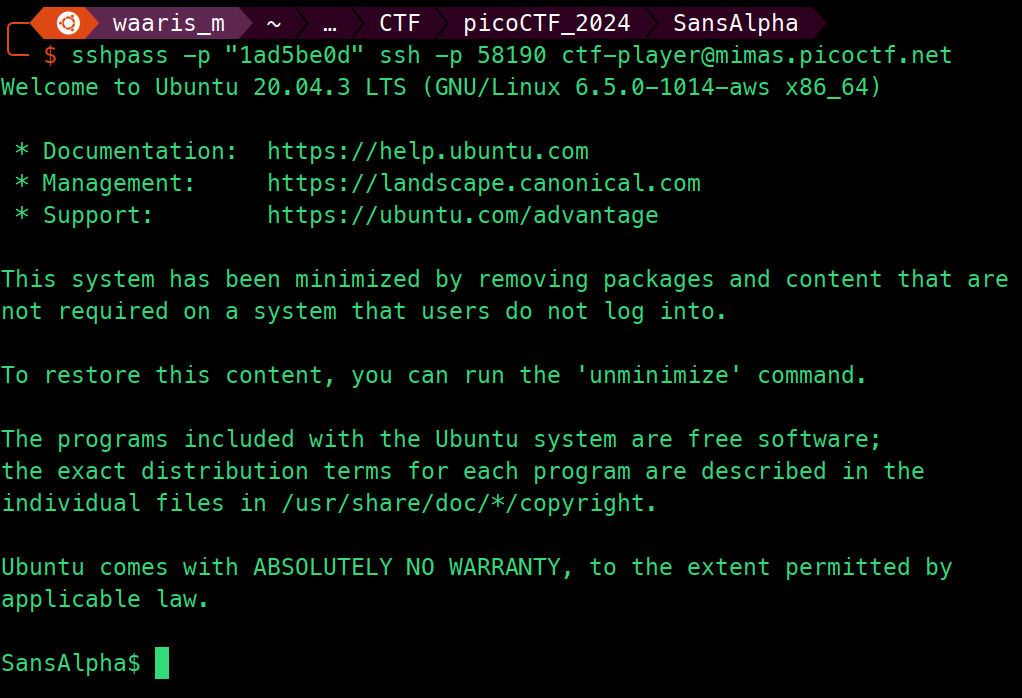 waaris_m ~ … CTF picoCTF_2024 SansAlpha
$ sshpass -p "1ad5be0d" ssh -p 58190 ctf-player@mimas.picoctf.net
Welcome to Ubuntu 20.04.3 LTS (GNU/Linux 6.5.0-1014-aws x86_64)
* Documentation:  https://help.ubuntu.com
* Management:     https://landscape.canonical.com
* Support:        https://ubuntu.com/advantage
This system has been minimized by removing packages and content that are
not required on a system that users do not log into.
To restore this content, you can run the 'unminimize' command.
The programs included with the Ubuntu system are free software;
the exact distribution terms for each program are described in the
individual files in /usr/share/doc/*/copyright.
Ubuntu comes with ABSOLUTELY NO WARRANTY, to the extent permitted by
applicable law.
SansAlpha$